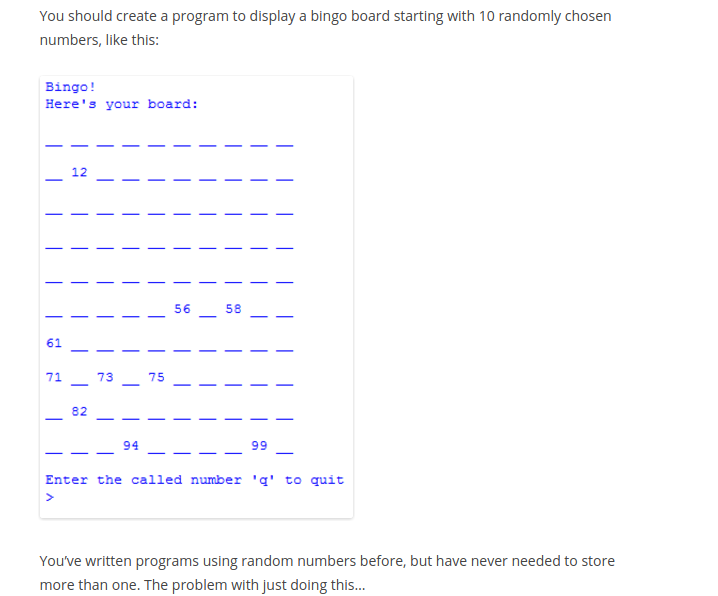 You should create a program to display a bingo board starting with 10 randomly chosen
numbers, like this:
Bingo!
Here's your board:
__ __ __ __ __ __ __ __ __ __
__ 12 __ __ __ __ __ __ __ __
__ __ __ __ __ __ __ __ __ __
__ __ __ __ __ __ __ __ __ __
__ __ __ __ __ __ __ __ __ __
__ __ __ __ __ 56 __ 58 __ __
61 __ __ __ __ __ __ __ __ __
71 __ 73 __ 75 __ __ __ __ __
__ 82 __ __ __ __ __ __ __ __
__ __ __ 94 __ __ __ __ 99 __
Enter the called number 'q' to quit
>
You've written programs using random numbers before, but have never needed to store
more than one. The problem with just doing this...